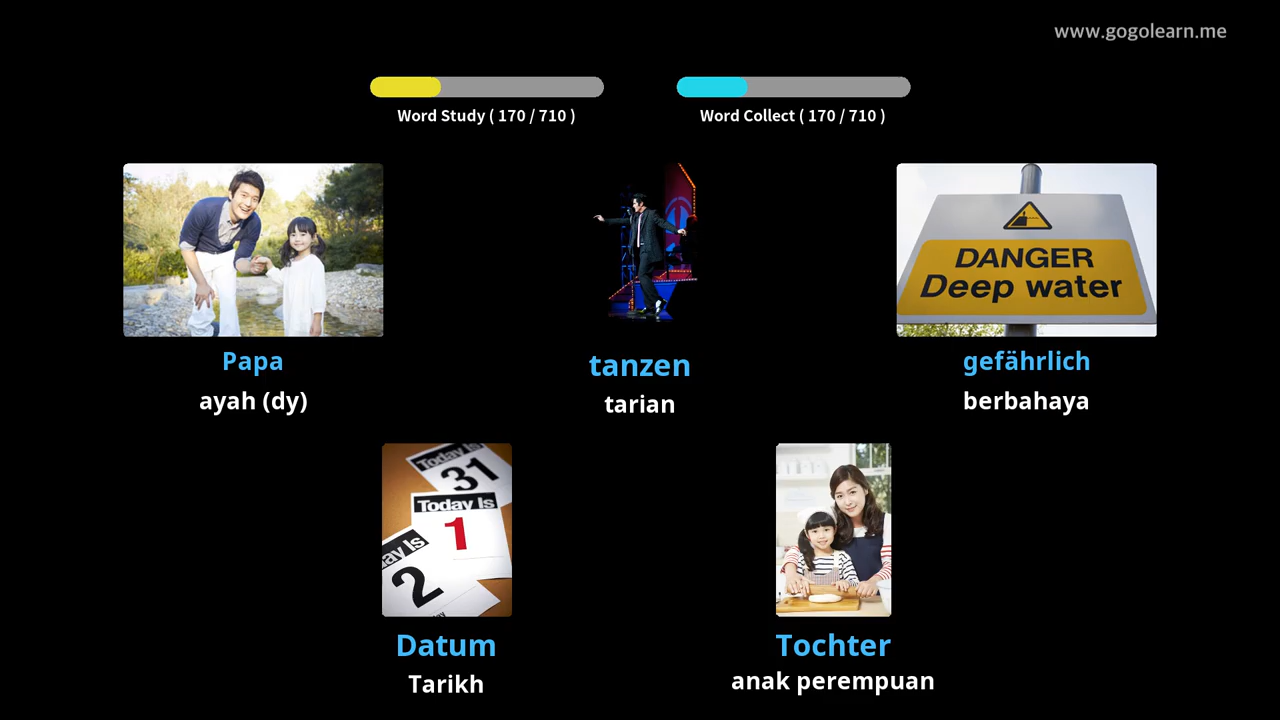 www.gogolearn.me
Word Study ( 170 / 710 )
Word Collect ( 170 / 710 )
DANGER
Deep water
Papa
tanzen
gefährlich
ayah (dy)
tarian
berbahaya
Today Is
31
Today Is
1
ay Is
2
Datum
Tochter
Tarikh
anak perempuan